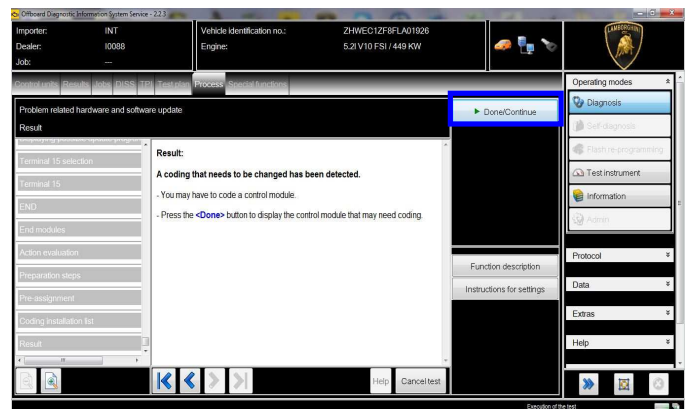 Offboard Diagnostic Information System Service - 2.2.3
Importer: INT
Dealer: I0088
Job: ---
Vehicle identification no.: ZHWEC1ZF8FLA01926
Engine: 5.2l V10 FSI / 449 KW
LAMBORGHINI
Control units Results Jobs DISS TPI Test plan Process Special functions
Problem related hardware and software update
Result
Done/Continue
Terminal 15 selection
Terminal 15
END
End modules
Action evaluation
Preparation steps
Pre-assignment
Coding installation list
Result
Result:
A coding that needs to be changed has been detected.
- You may have to code a control module.
- Press the <Done> button to display the control module that may need coding.
Function description
Instructions for settings
Help
Cancel test
Operating modes
Diagnosis
Self-diagnosis
Flash re-programming
Test instrument
Information
Admin
Protocol
Data
Extras
Help
Execution of the test